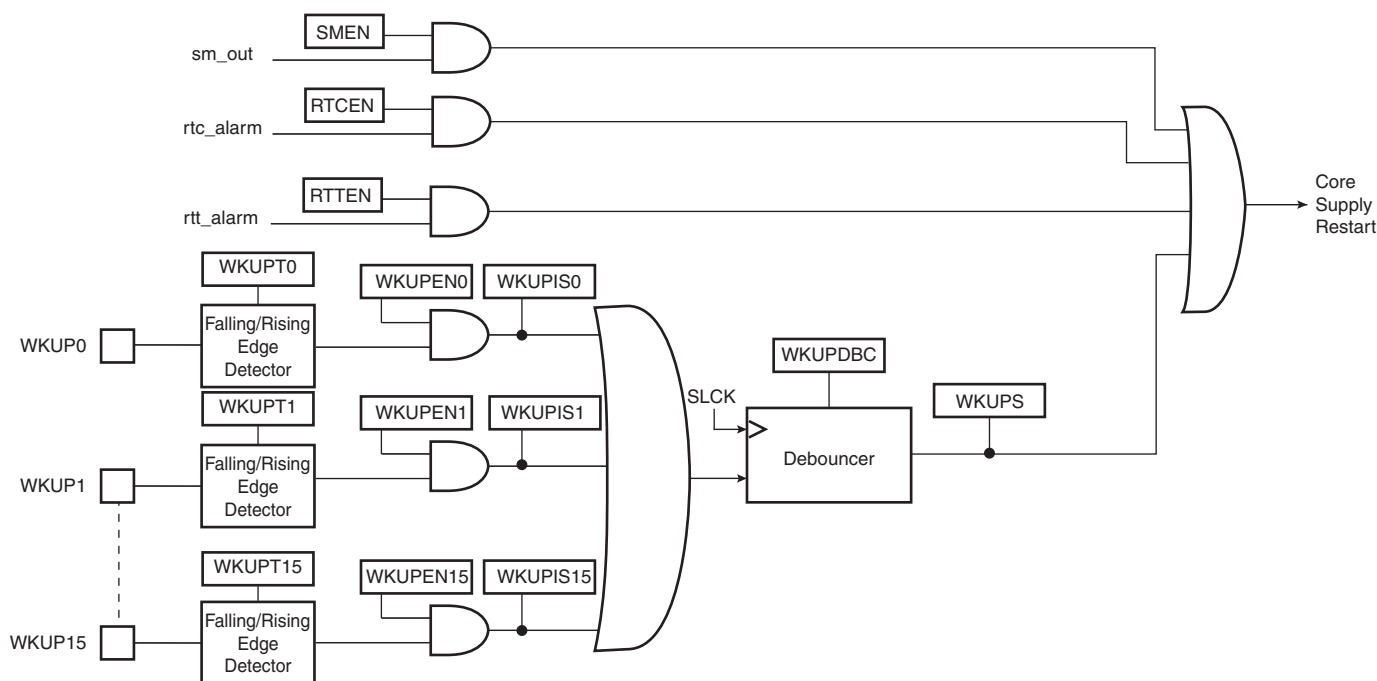 SMEN
sm_out
RTCEN
rtc_alarm
RTTEN
rtt_alarm
Core
Supply
Restart
WKUPT0
WKUPEN0
WKUPIS0
Falling/Rising
Edge
Detector
WKUP0
WKUPDBC
SLCK
Debouncer
WKUPS
WKUPT1
WKUPEN1
WKUPIS1
Falling/Rising
Edge
Detector
WKUP1
WKUPT15
WKUPEN15
WKUPIS15
Falling/Rising
Edge
Detector
WKUP15